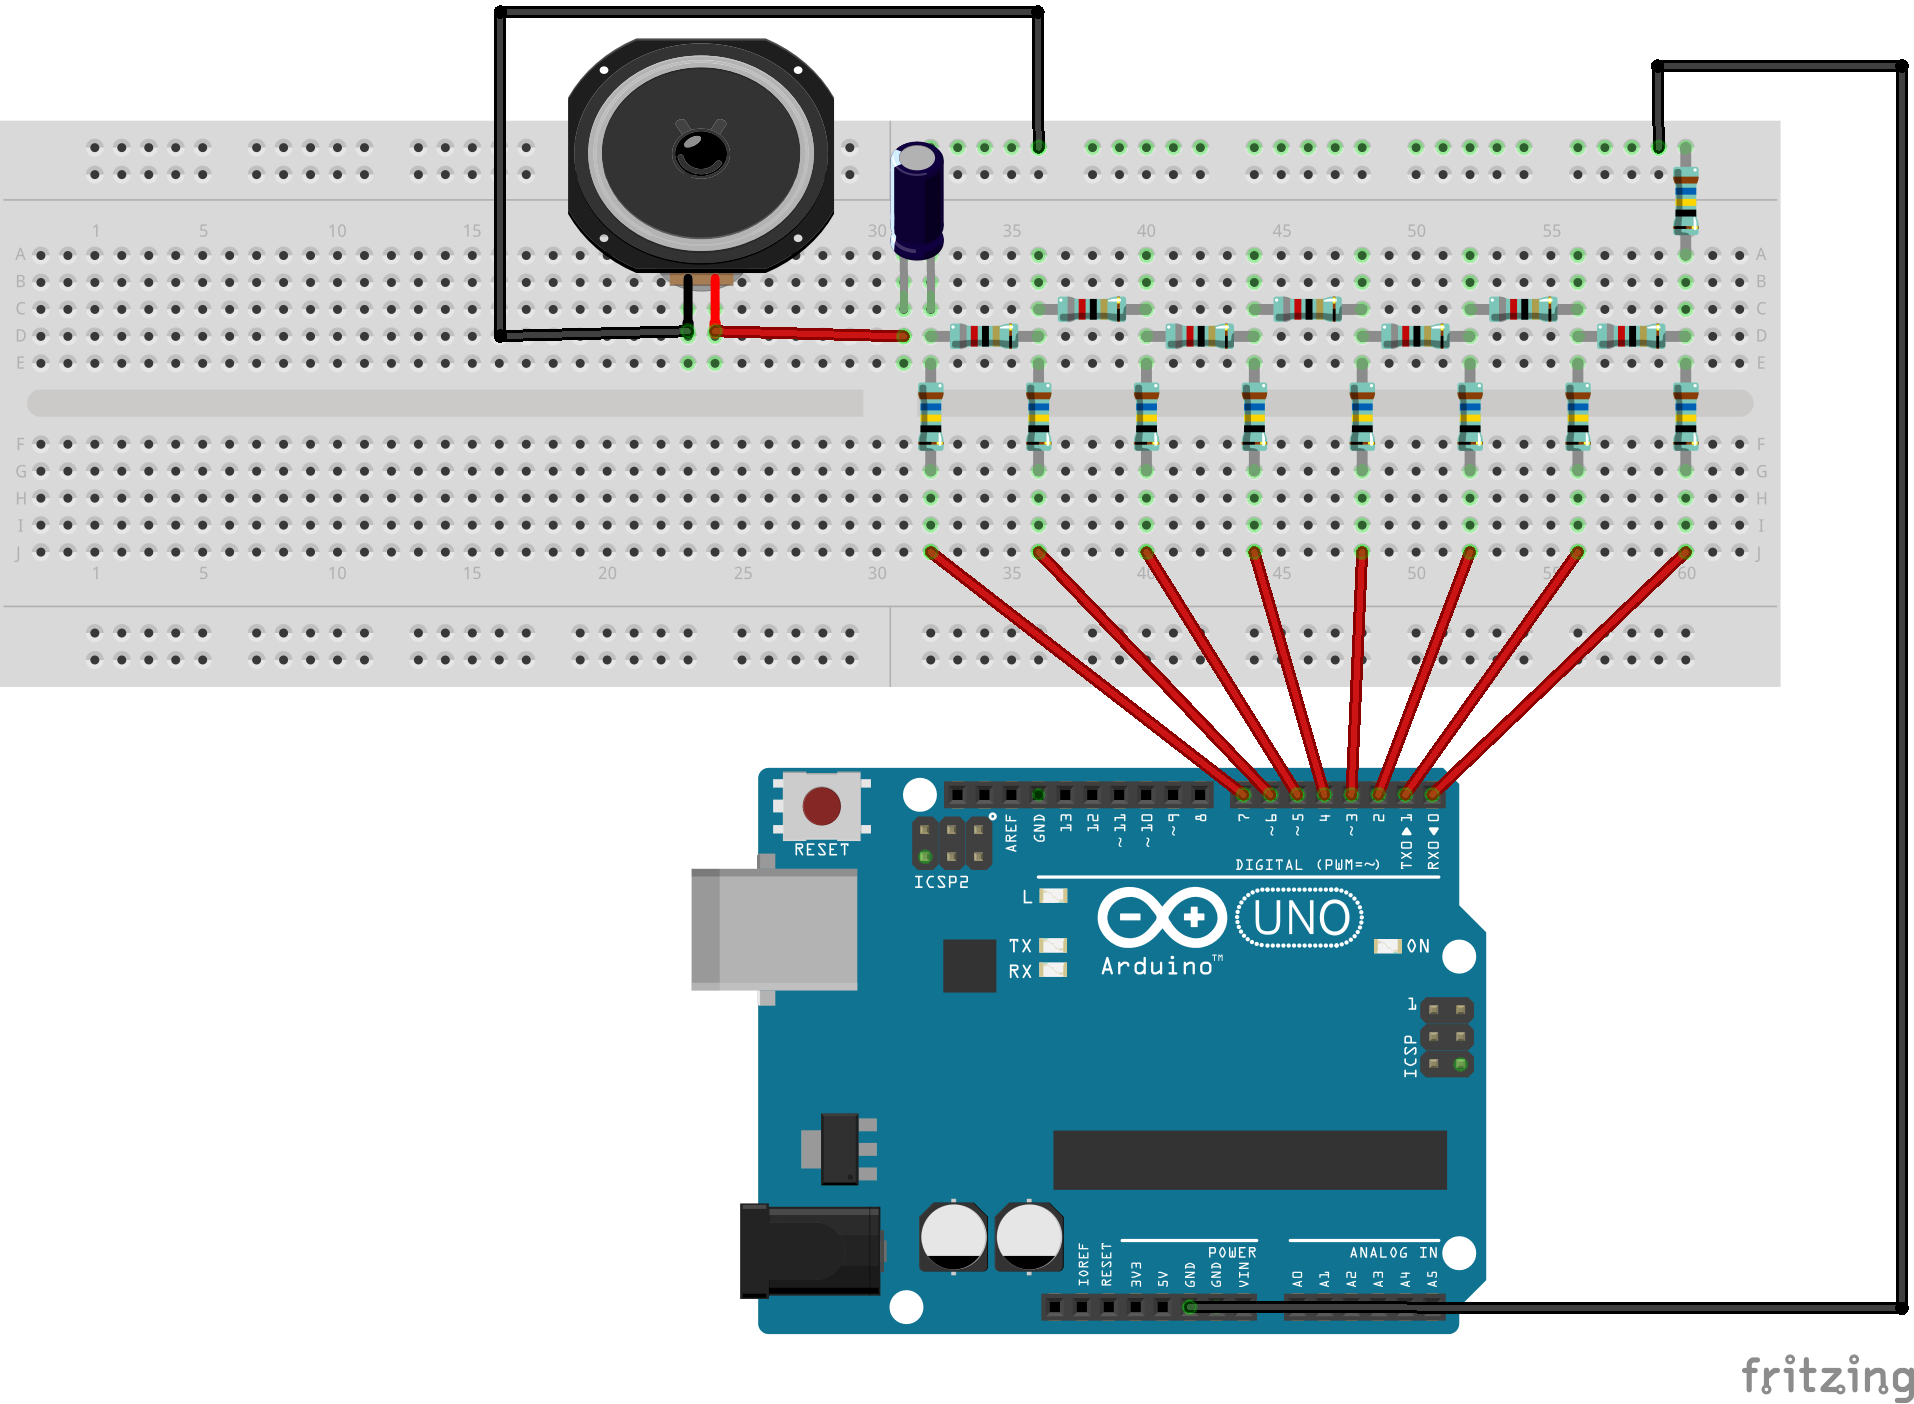 1 5 10 15 30 35 40 45 50 55
A A
B B
C C
D D
E E
F F
G G
H H
I I
J J
1 5 10 15 20 25 30 35 40 45 50 55 60
RESET
AREF GND 13 12 ~11 ~10 ~9 8 7 ~6 ~5 4 ~3 2 TX0▶1 RX0◀0
DIGITAL (PWM=~)
ICSP2
L
TX
RX
UNO
Arduino™
ON
1
ICSP
POWER ANALOG IN
IOREF RESET 3V3 5V GND GND VIN A0 A1 A2 A3 A4 A5
fritzing